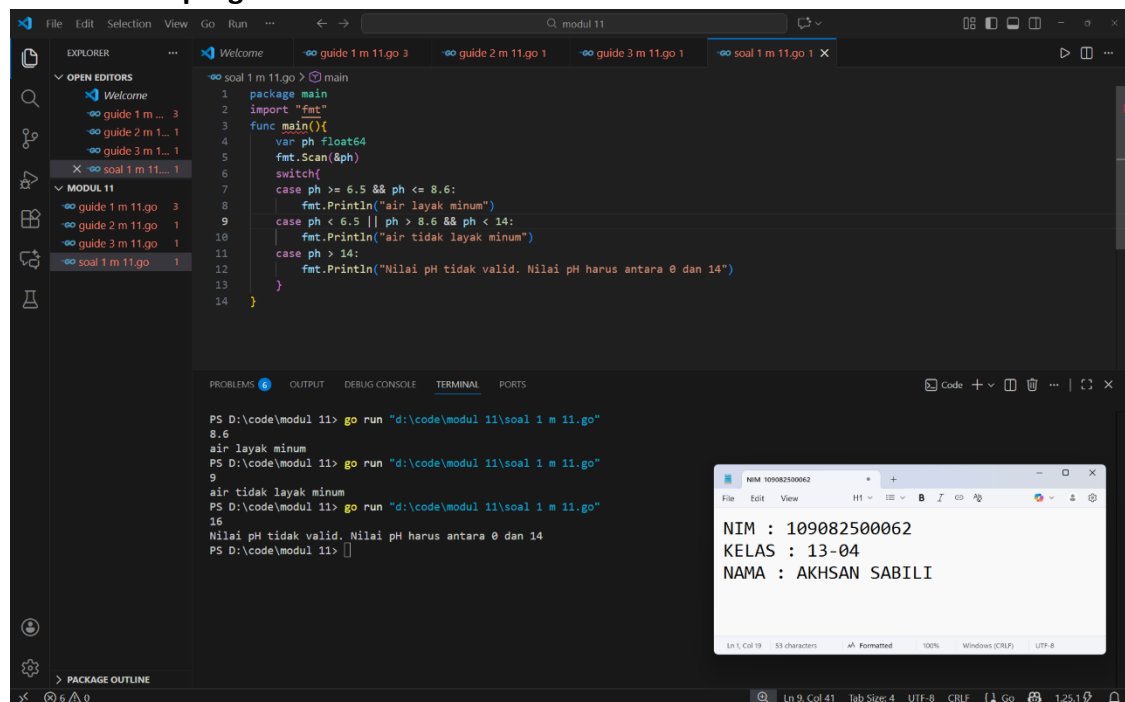 File Edit Selection View Go Run ··· modul 11
EXPLORER ···
OPEN EDITORS
Welcome
guide 1 m ... 3
guide 2 m 1... 1
guide 3 m 1... 1
soal 1 m 11.... 1
MODUL 11
guide 1 m 11.go 3
guide 2 m 11.go 1
guide 3 m 11.go 1
soal 1 m 11.go 1
PACKAGE OUTLINE
Welcome guide 1 m 11.go 3 guide 2 m 11.go 1 guide 3 m 11.go 1 soal 1 m 11.go 1
soal 1 m 11.go > main
1 package main
2 import "fmt"
3 func main(){
4 var ph float64
5 fmt.Scan(&ph)
6 switch{
7 case ph >= 6.5 && ph <= 8.6:
8 fmt.Println("air layak minum")
9 case ph < 6.5 || ph > 8.6 && ph < 14:
10 fmt.Println("air tidak layak minum")
11 case ph > 14:
12 fmt.Println("Nilai pH tidak valid. Nilai pH harus antara 0 dan 14")
13 }
14 }
PROBLEMS 6 OUTPUT DEBUG CONSOLE TERMINAL PORTS Code
PS D:\code\modul 11> go run "d:\code\modul 11\soal 1 m 11.go"
8.6
air layak minum
PS D:\code\modul 11> go run "d:\code\modul 11\soal 1 m 11.go"
9
air tidak layak minum
PS D:\code\modul 11> go run "d:\code\modul 11\soal 1 m 11.go"
16
Nilai pH tidak valid. Nilai pH harus antara 0 dan 14
PS D:\code\modul 11>
NIM 109082500062
File Edit View H1 B I
NIM : 109082500062
KELAS : 13-04
NAMA : AKHSAN SABILI
Ln 1, Col 19 53 characters Formatted 100% Windows (CRLF) UTF-8
6 0 Ln 9, Col 41 Tab Size: 4 UTF-8 CRLF Go 1.25.1